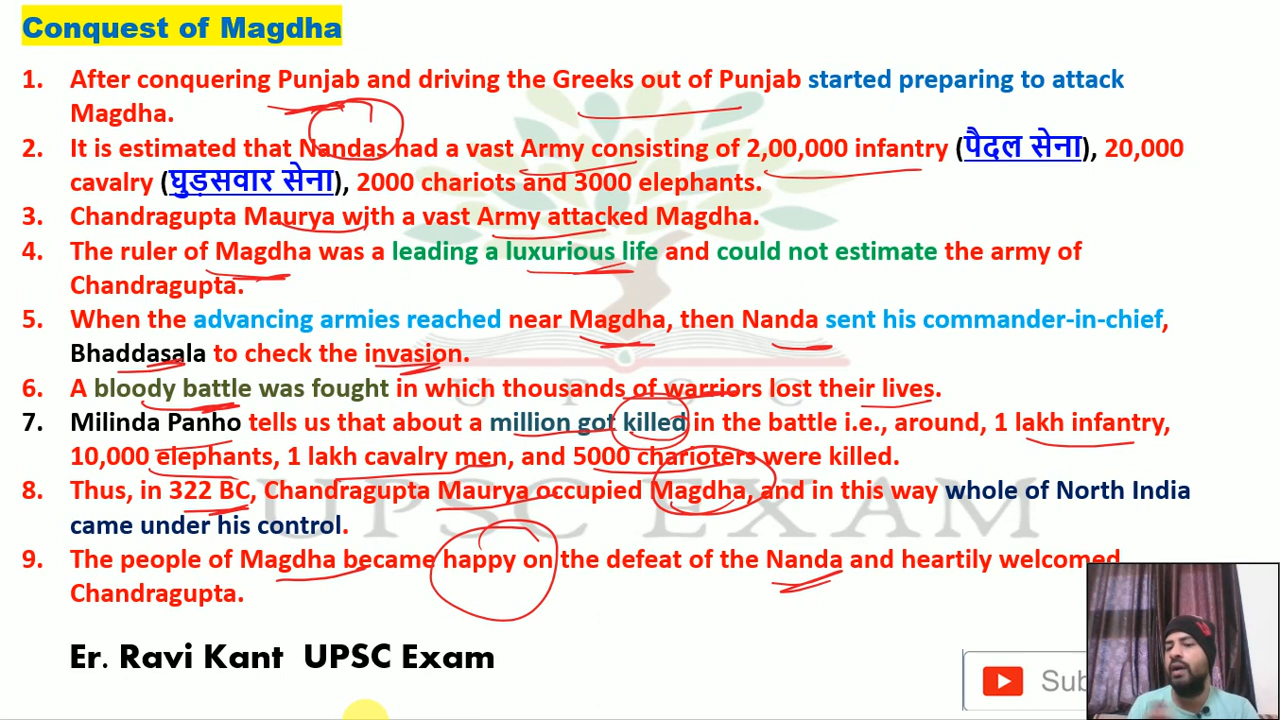 Conquest of Magdha
1. After conquering Punjab and driving the Greeks out of Punjab started preparing to attack
Magdha.
2. It is estimated that Nandas had a vast Army consisting of 2,00,000 infantry (पैदल सेना), 20,000
cavalry (घुड़सवार सेना), 2000 chariots and 3000 elephants.
3. Chandragupta Maurya with a vast Army attacked Magdha.
4. The ruler of Magdha was a leading a luxurious life and could not estimate the army of
Chandragupta.
5. When the advancing armies reached near Magdha, then Nanda sent his commander-in-chief,
Bhaddasala to check the invasion.
6. A bloody battle was fought in which thousands of warriors lost their lives.
7. Milinda Panho tells us that about a million got killed in the battle i.e., around, 1 lakh infantry,
10,000 elephants, 1 lakh cavalry men, and 5000 charioters were killed.
8. Thus, in 322 BC, Chandragupta Maurya occupied Magdha, and in this way whole of North India
came under his control.
9. The people of Magdha became happy on the defeat of the Nanda and heartily welcomed
Chandragupta.
Er. Ravi Kant UPSC Exam
UPSC
UPSC EXAM
Sub